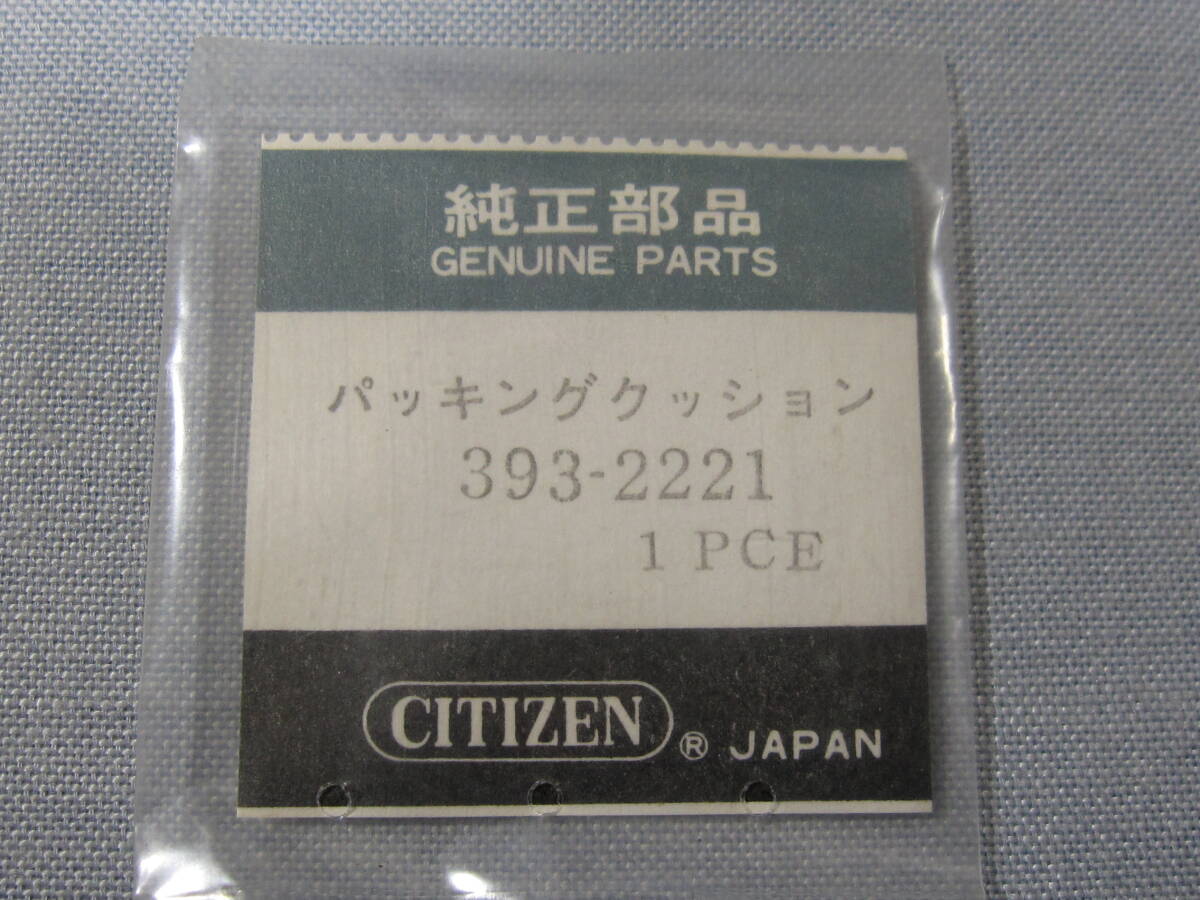 純正部品
GENUINE PARTS
パッキングクッション
393-2221
1 PCE
CITIZEN ® JAPAN